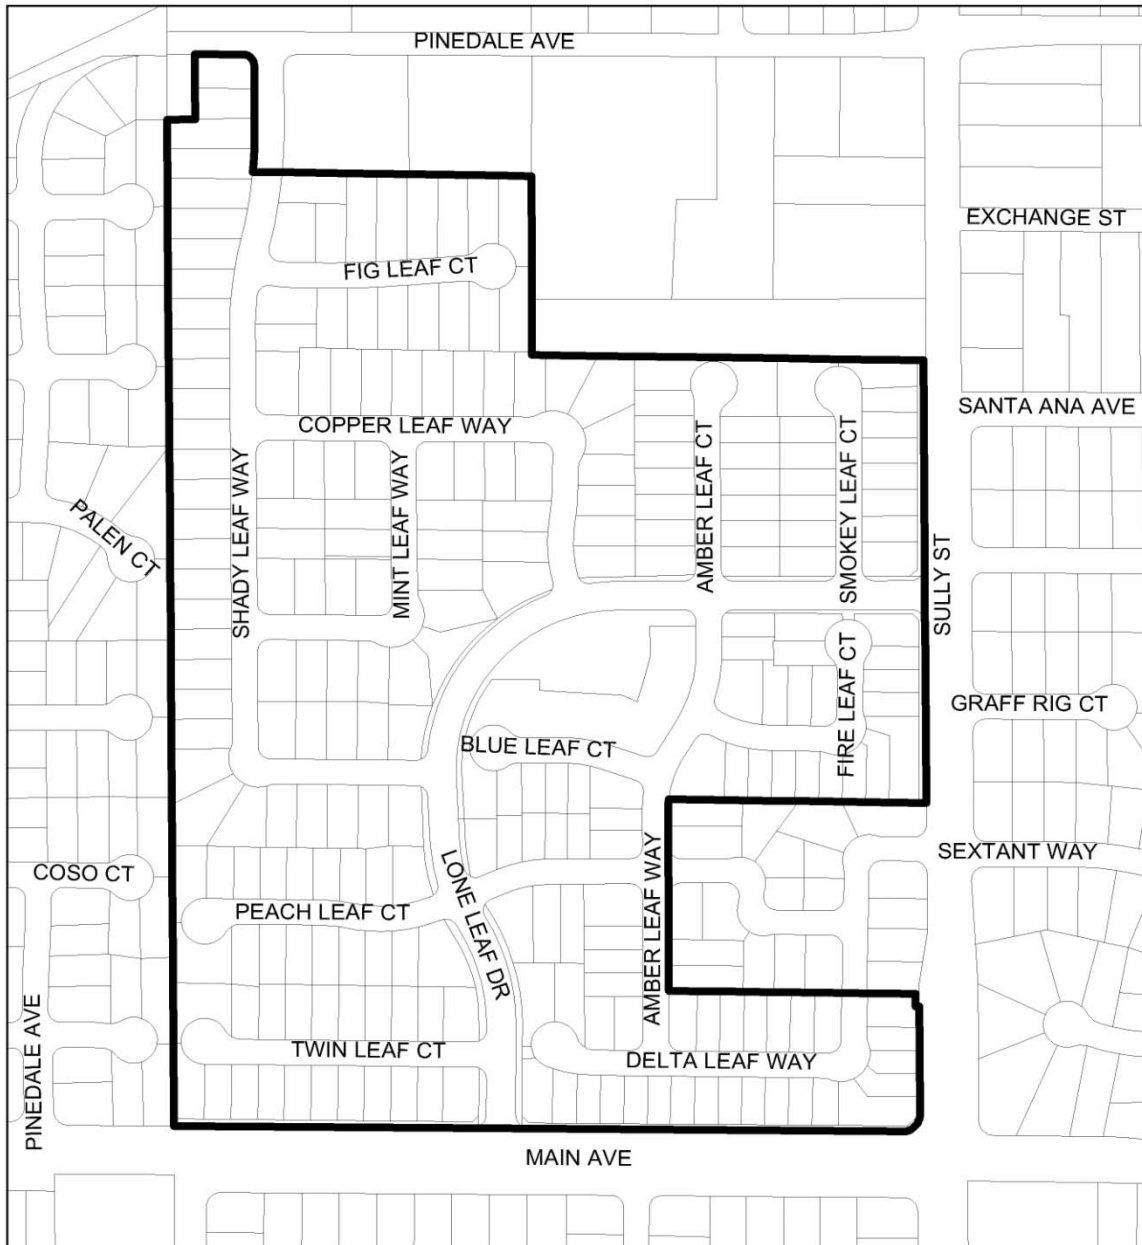 PINEDALE AVE
EXCHANGE ST
FIG LEAF CT
SANTA ANA AVE
COPPER LEAF WAY
SHADY LEAF WAY
MINT LEAF WAY
AMBER LEAF CT
SMOKEY LEAF CT
PALEN CT
SULLY ST
GRAFF RIG CT
BLUE LEAF CT
FIRE LEAF CT
SEXTANT WAY
COSO CT
LONE LEAF DR
AMBER LEAF WAY
PEACH LEAF CT
PINEDALE AVE
TWIN LEAF CT
DELTA LEAF WAY
MAIN AVE